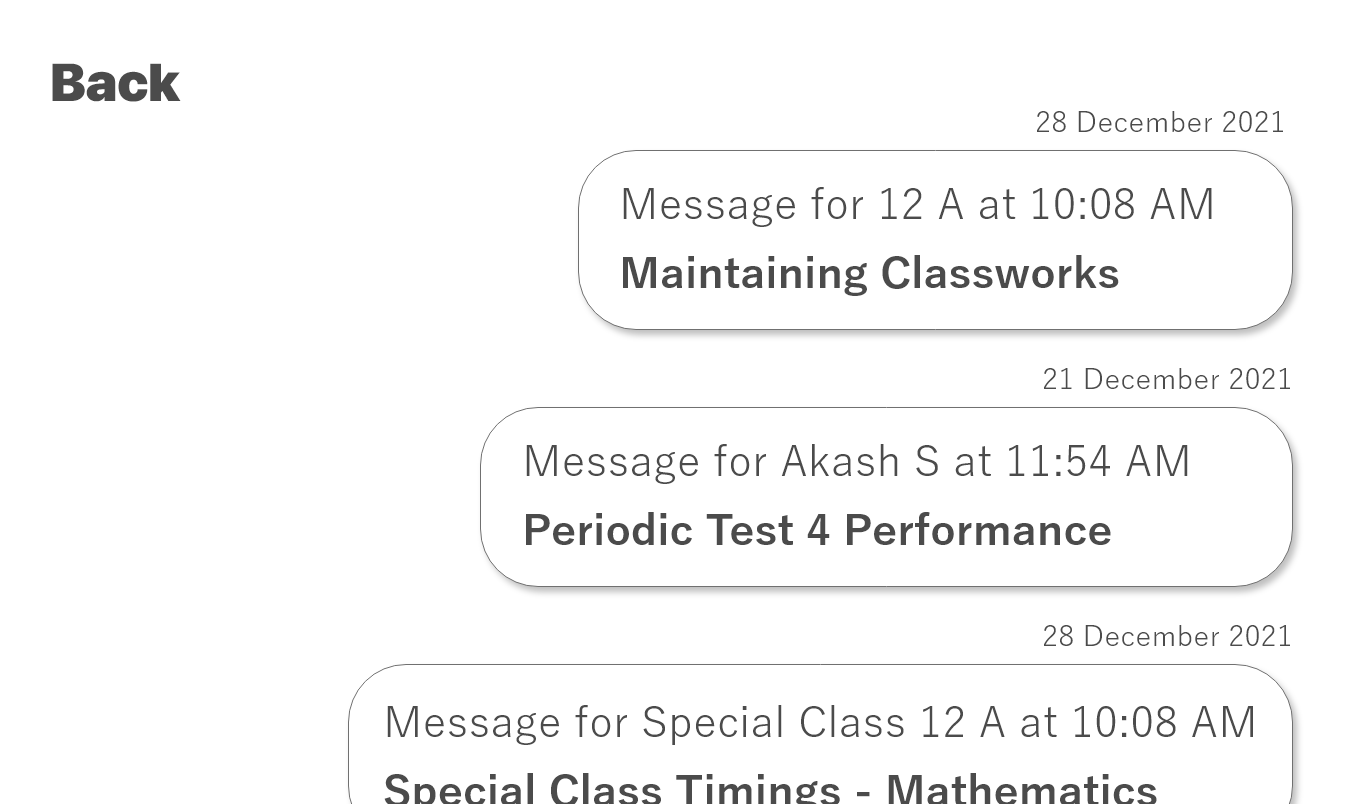 Back
28 December 2021
Message for 12 A at 10:08 AM
Maintaining Classworks
21 December 2021
Message for Akash S at 11:54 AM
Periodic Test 4 Performance
28 December 2021
Message for Special Class 12 A at 10:08 AM
Special Class Timings - Mathematics